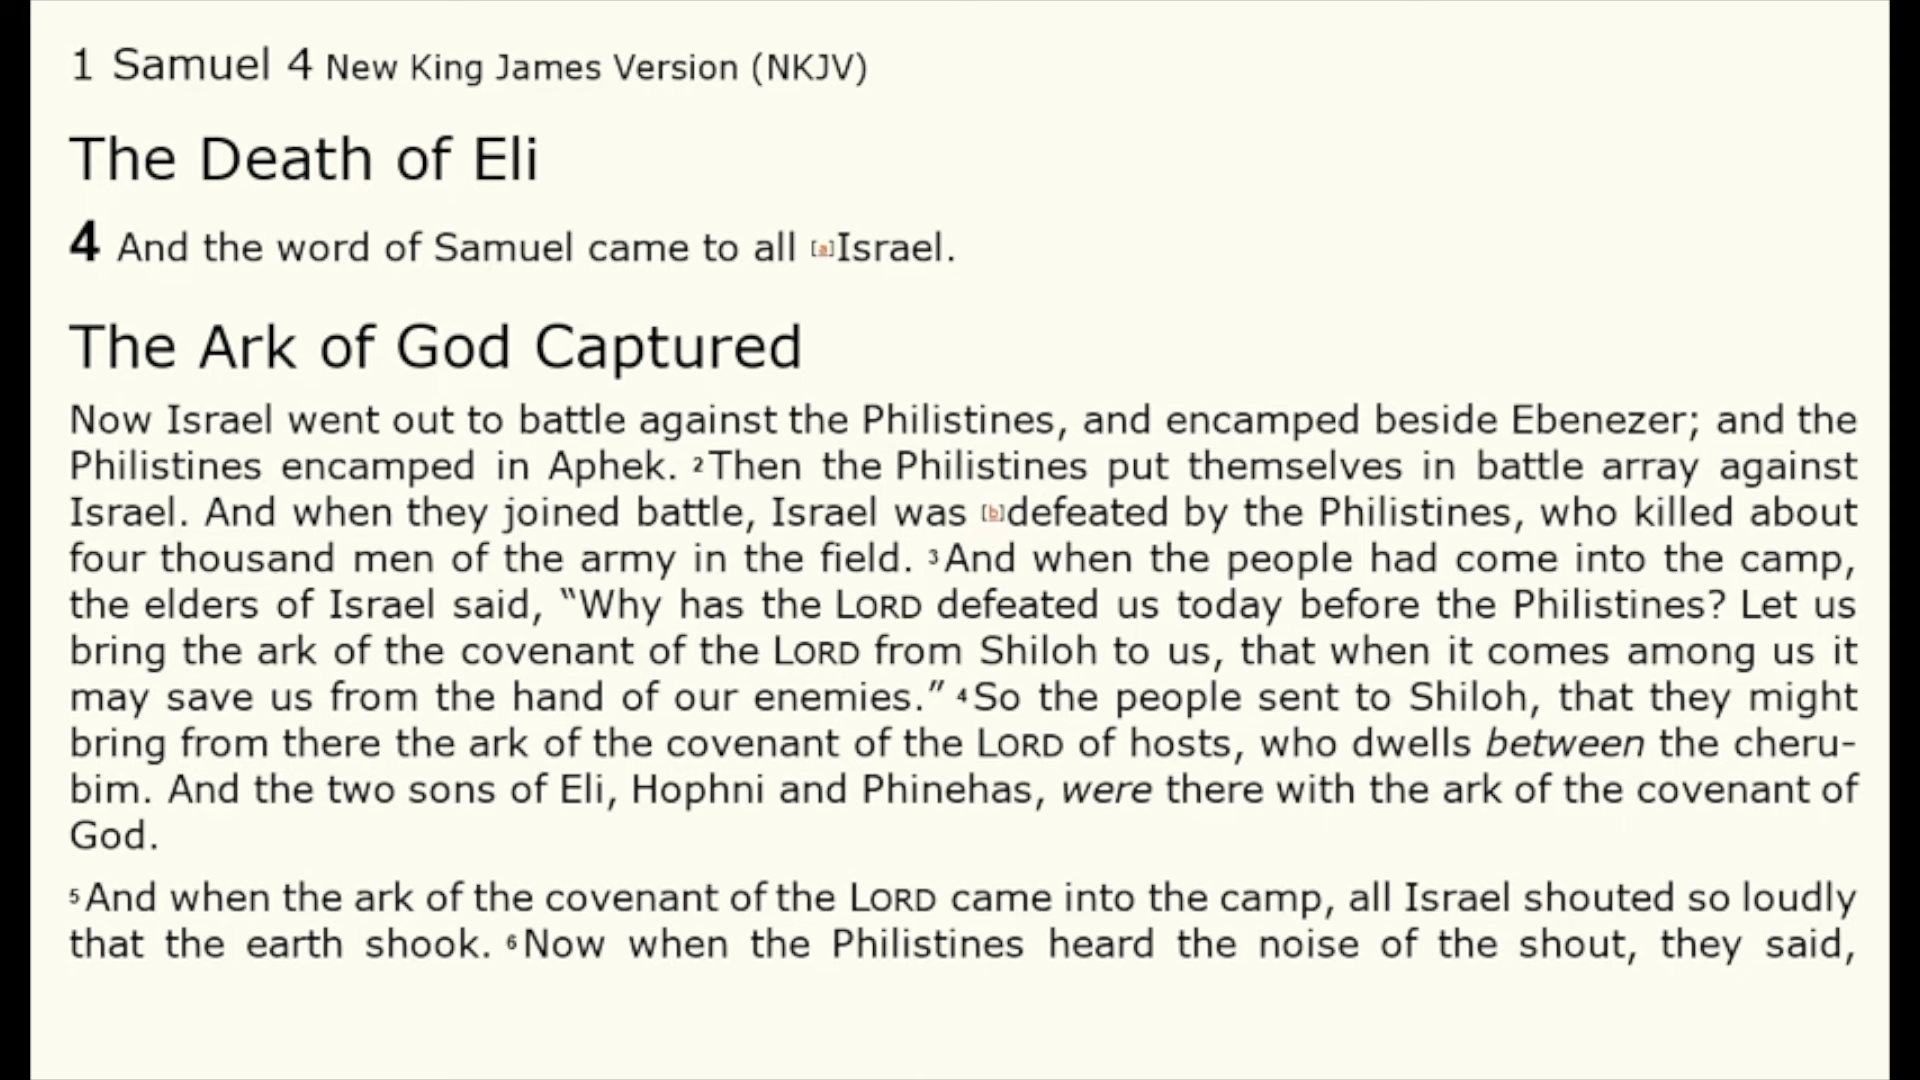 1 Samuel 4 New King James Version (NKJV)
The Death of Eli
4 And the word of Samuel came to all [a]Israel.
The Ark of God Captured
Now Israel went out to battle against the Philistines, and encamped beside Ebenezer; and the
Philistines encamped in Aphek. 2 Then the Philistines put themselves in battle array against
Israel. And when they joined battle, Israel was [b]defeated by the Philistines, who killed about
four thousand men of the army in the field. 3 And when the people had come into the camp,
the elders of Israel said, “Why has the LORD defeated us today before the Philistines? Let us
bring the ark of the covenant of the LORD from Shiloh to us, that when it comes among us it
may save us from the hand of our enemies.” 4 So the people sent to Shiloh, that they might
bring from there the ark of the covenant of the LORD of hosts, who dwells between the cheru-
bim. And the two sons of Eli, Hophni and Phinehas, were there with the ark of the covenant of
God.
5 And when the ark of the covenant of the LORD came into the camp, all Israel shouted so loudly
that the earth shook. 6 Now when the Philistines heard the noise of the shout, they said,